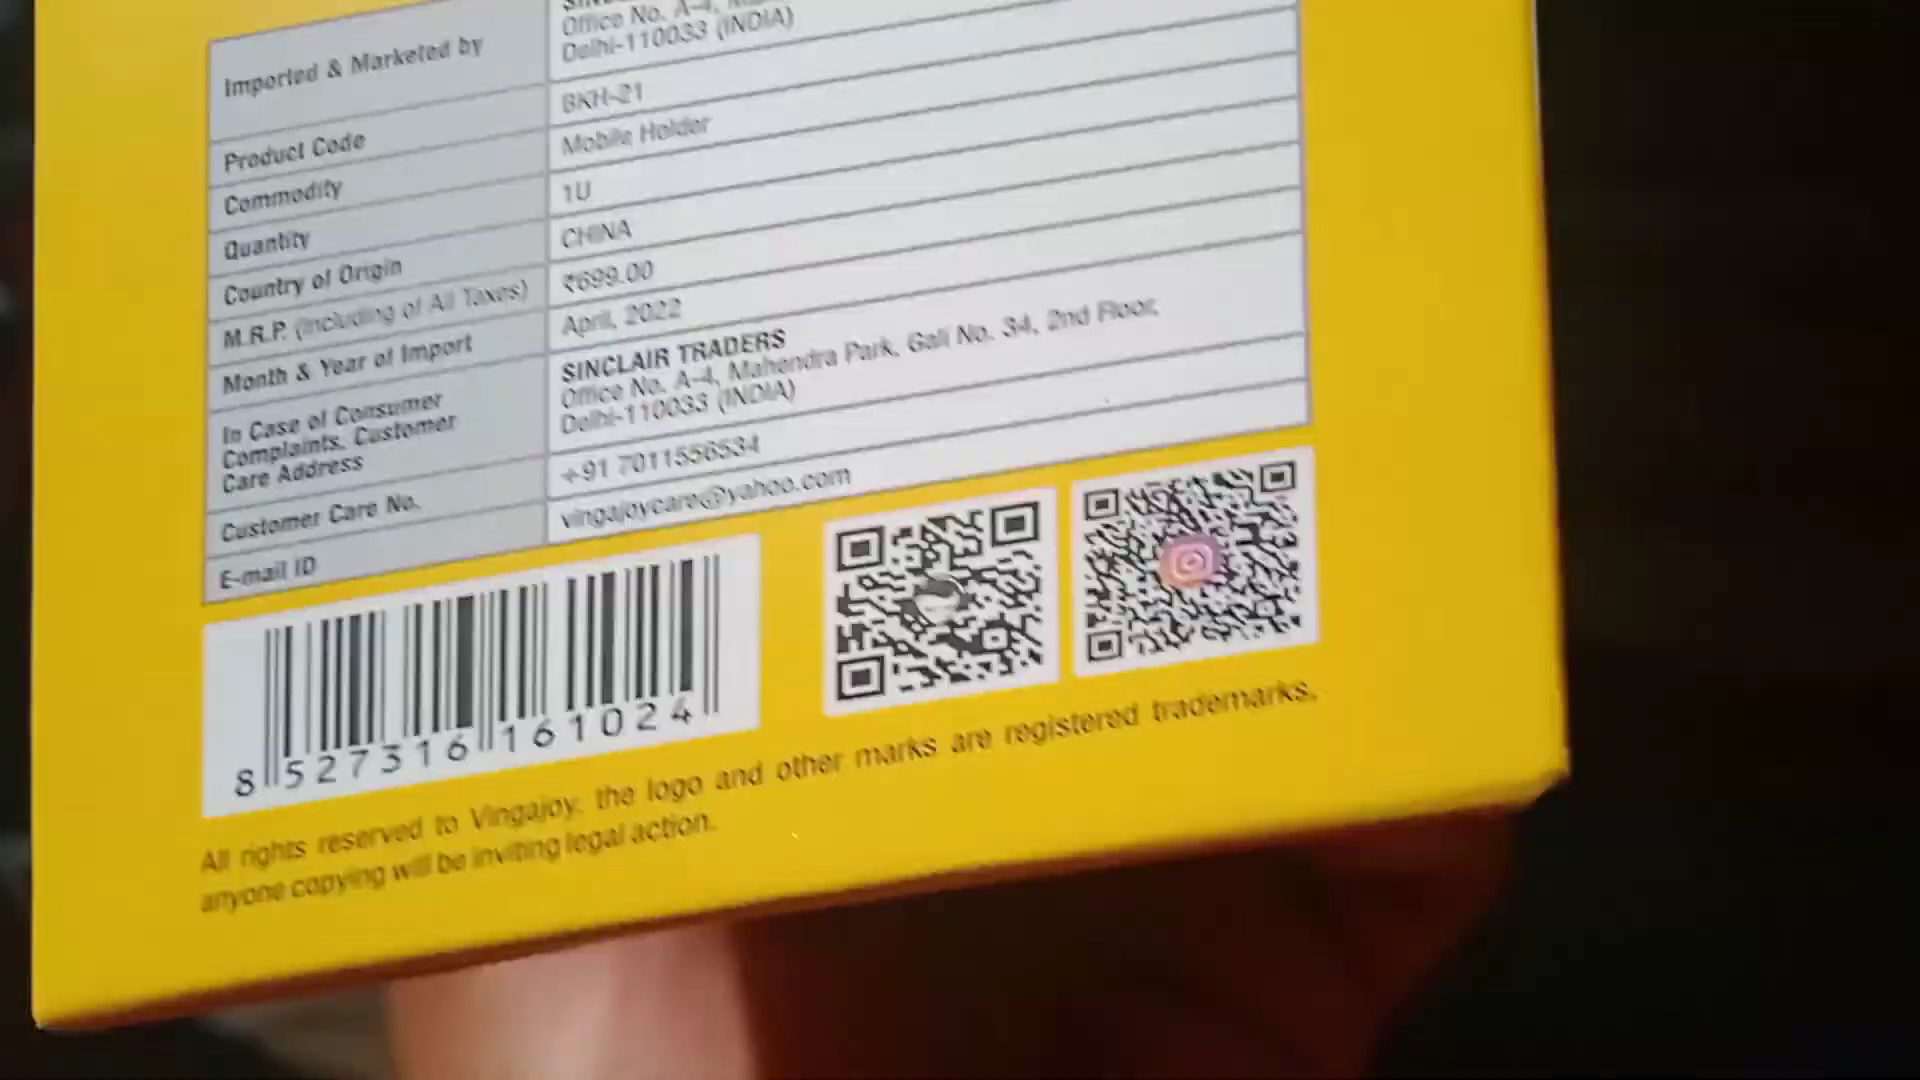 Imported & Marketed by
Office No. A-4,
Delhi-110033 (INDIA)
Product Code
BKH-21
Commodity
Mobile Holder
Quantity
1U
Country of Origin
CHINA
M.R.P. (Including of All Taxes)
₹699.00
Month & Year of Import
April, 2022
In Case of Consumer
Complaints, Customer
Care Address
SINCLAIR TRADERS
Office No. A-4, Mahendra Park, Gali No. 34, 2nd Floor,
Delhi-110033 (INDIA)
Customer Care No.
+91 7011556534
E-mail ID
vingajoycare@yahoo.com
8 527316 161024
All rights reserved to Vingajoy, the logo and other marks are registered trademarks,
anyone copying will be inviting legal action.